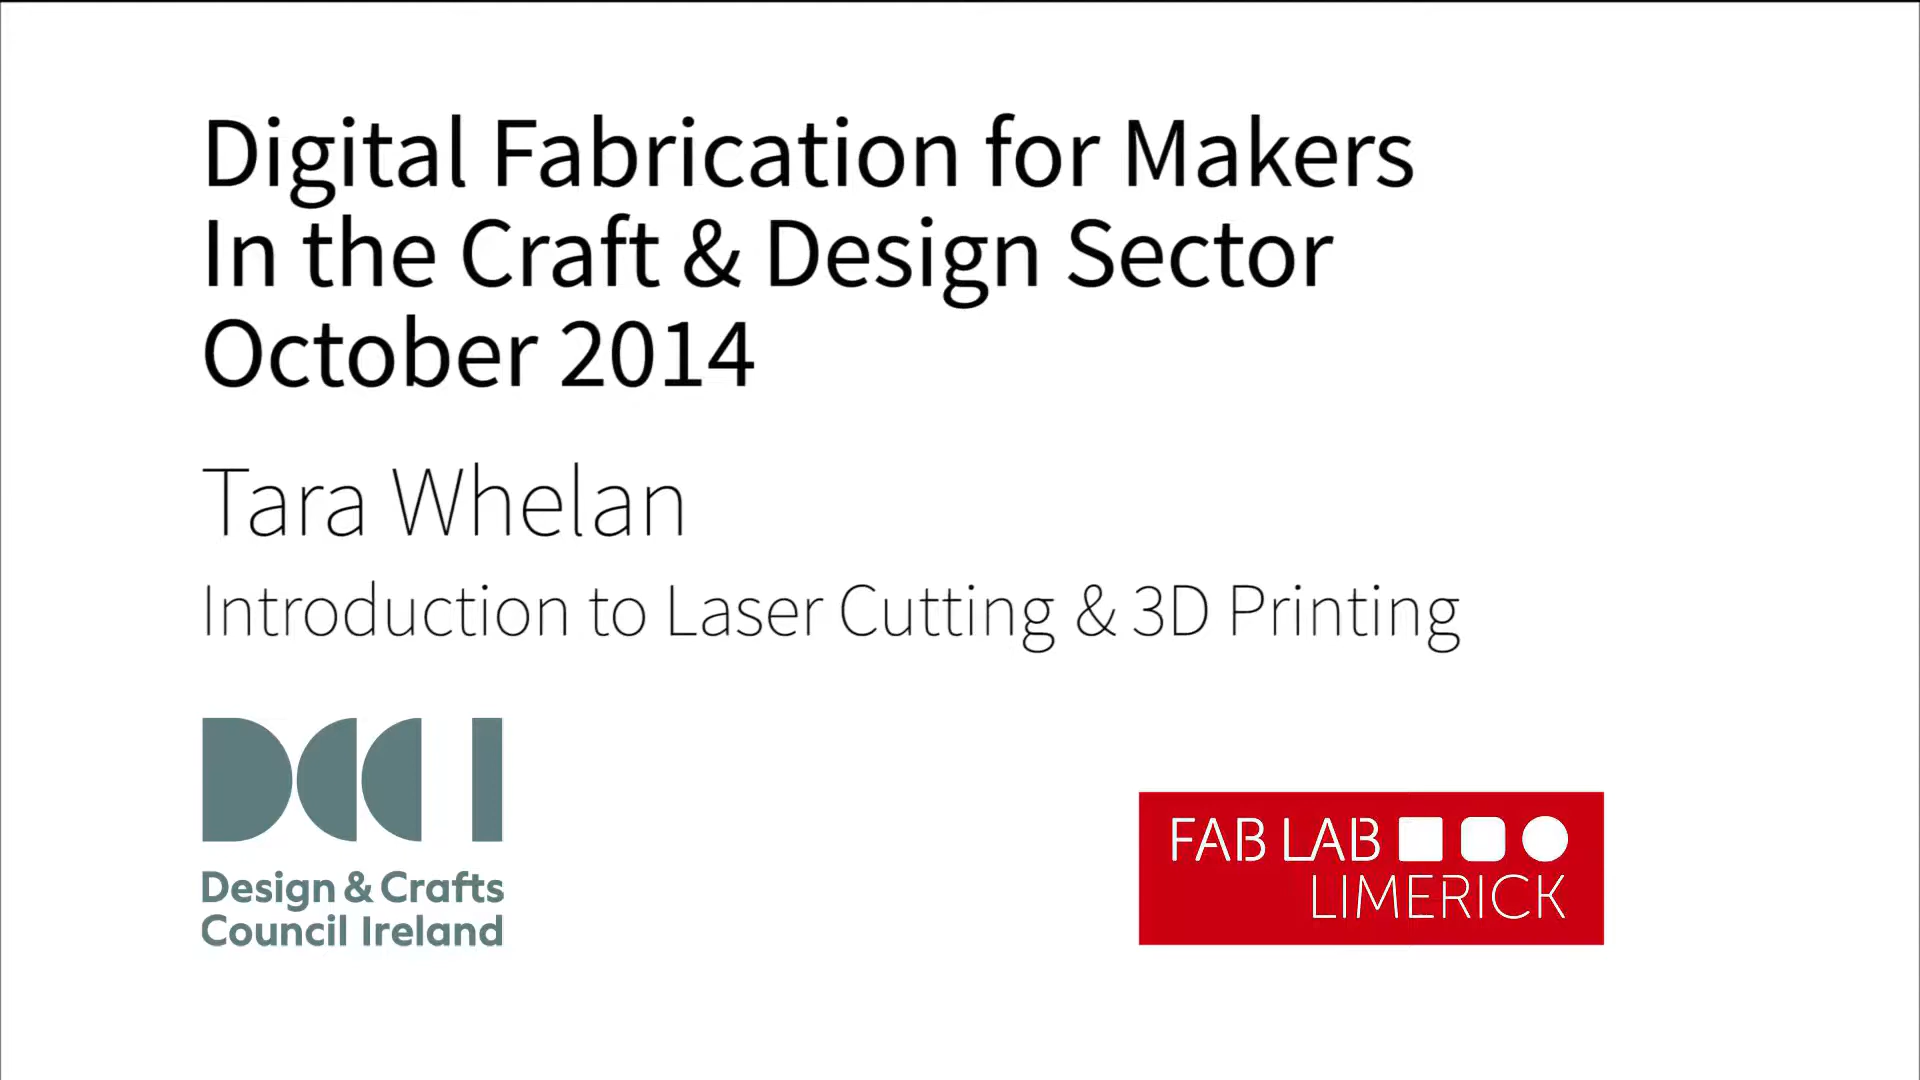 Digital Fabrication for Makers
In the Craft & Design Sector
October 2014
Tara Whelan
Introduction to Laser Cutting & 3D Printing
DCCI
Design & Crafts
Council Ireland
FAB LAB
LIMERICK